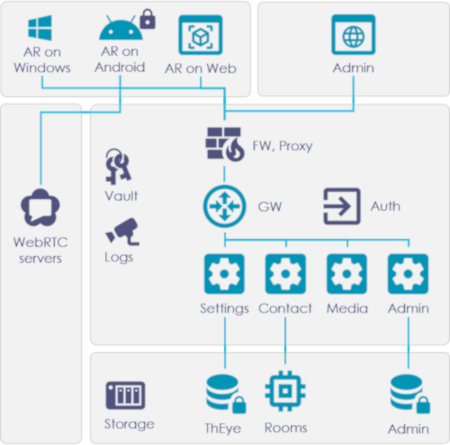 AR on
Windows
AR on
Android
AR on Web
Admin
FW, Proxy
Vault
GW
Auth
WebRTC
servers
Logs
Settings
Contact
Media
Admin
Storage
ThEye
Rooms
Admin